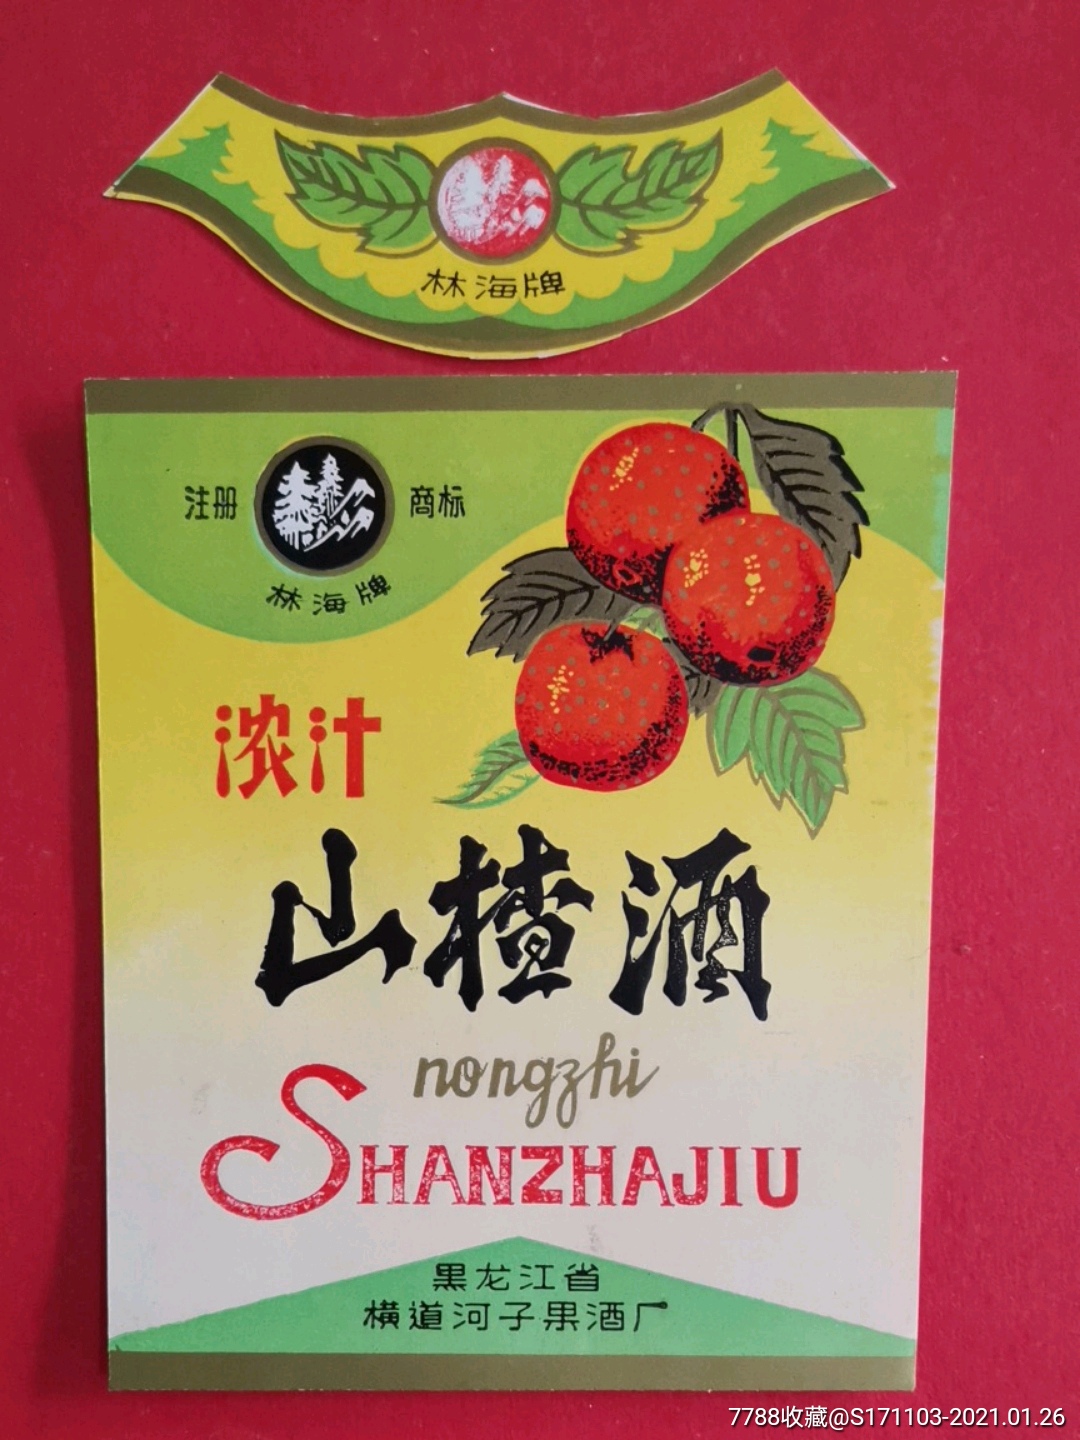 林海牌
注册 商标
林海牌
浓汁
山楂酒
nongzhi
SHANZHAJIU
黑龙江省
横道河子果酒厂
7788收藏@S171103-2021.01.26